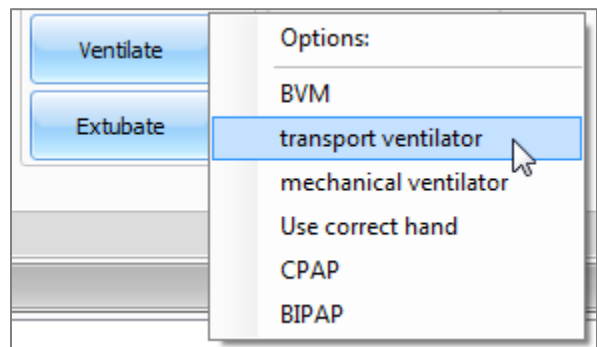 Ventilate
Extubate
Options:
BVM
transport ventilator
mechanical ventilator
Use correct hand
CPAP
BIPAP